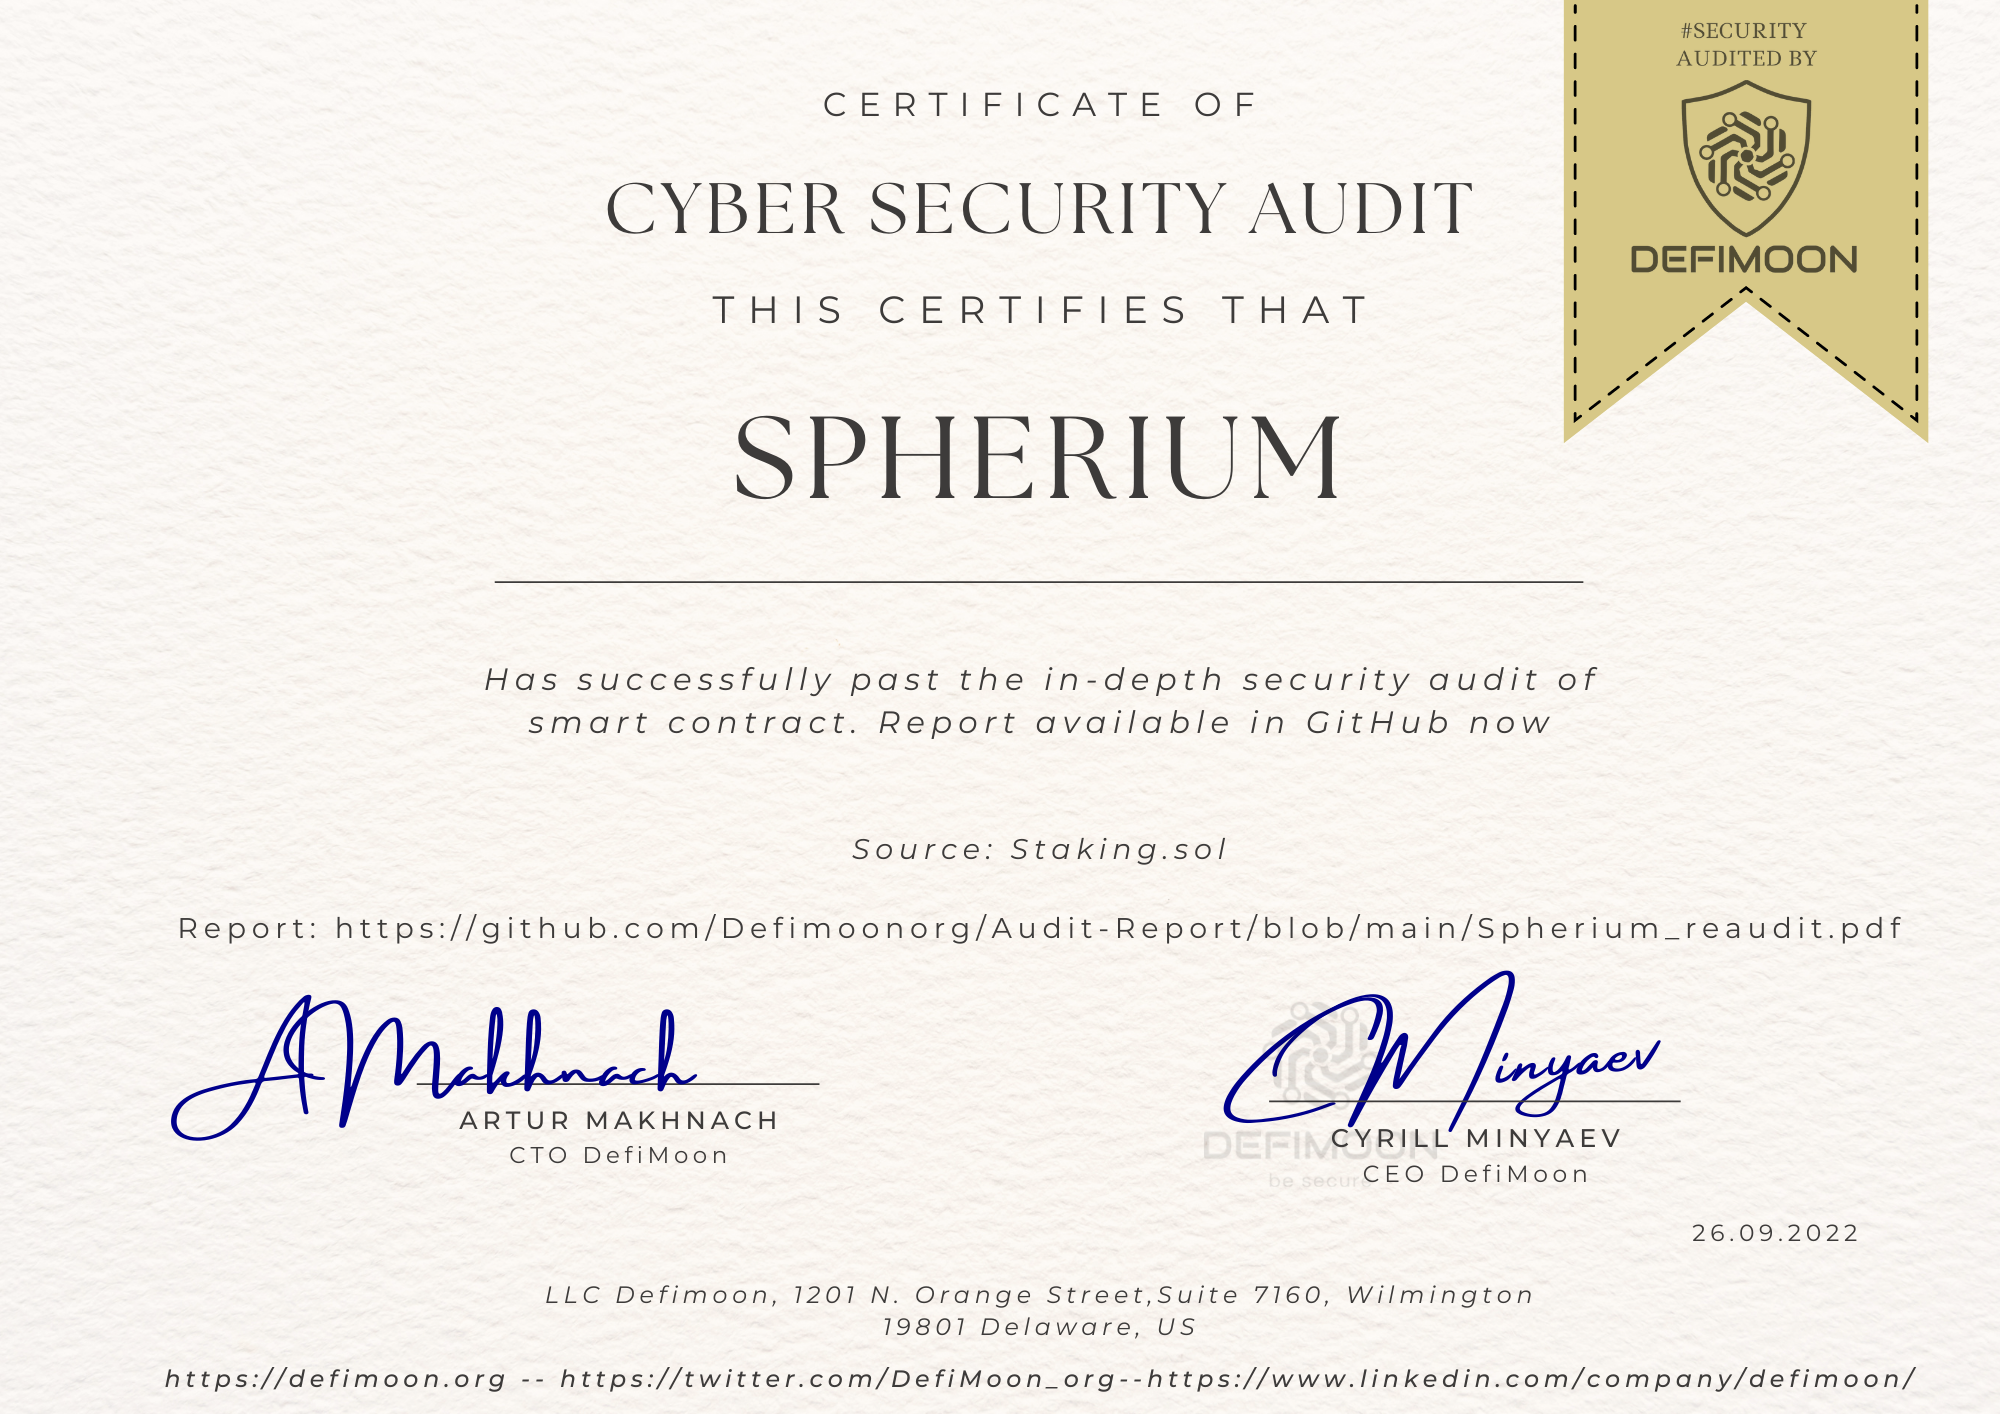 #SECURITY
AUDITED BY
DEFIMOON
CERTIFICATE OF
CYBER SECURITY AUDIT
THIS CERTIFIES THAT
SPHERIUM
Has successfully past the in-depth security audit of
smart contract. Report available in GitHub now
Source: Staking.sol
Report: https://github.com/Defimoonorg/Audit-Report/blob/main/Spherium_reaudit.pdf
AMakhnach
ARTUR MAKHNACH
CTO DefiMoon
CMinyaev
DEFIMOON
be secure
CYRILL MINYAEV
CEO DefiMoon
26.09.2022
LLC Defimoon, 1201 N. Orange Street,Suite 7160, Wilmington
19801 Delaware, US
https://defimoon.org -- https://twitter.com/DefiMoon_org--https://www.linkedin.com/company/defimoon/